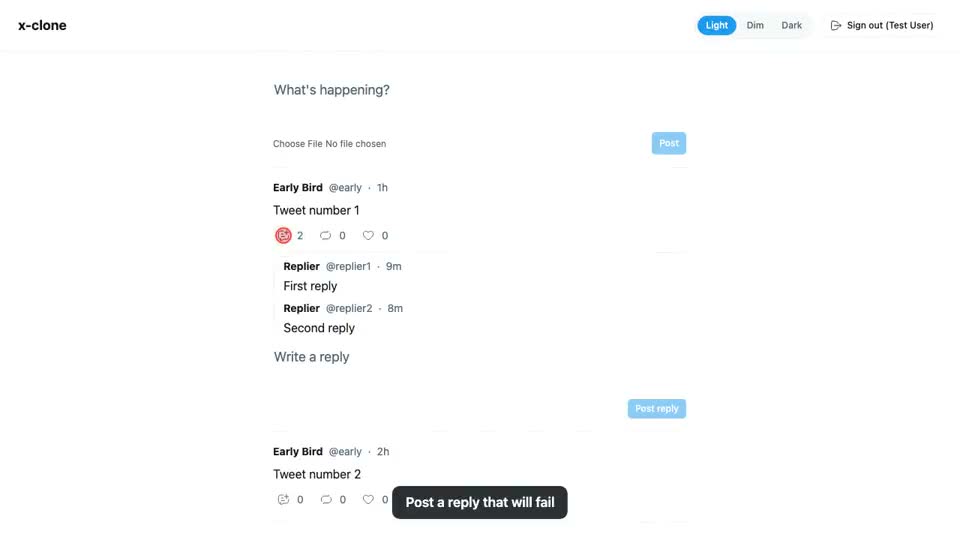 x-clone
Light Dim Dark Sign out (Test User)
What's happening?
Choose File No file chosen
Post
Early Bird @early · 1h
Tweet number 1
2 0 0
Replier @replier1 · 9m
First reply
Replier @replier2 · 8m
Second reply
Write a reply
Post reply
Early Bird @early · 2h
Tweet number 2
0 0 0
Post a reply that will fail